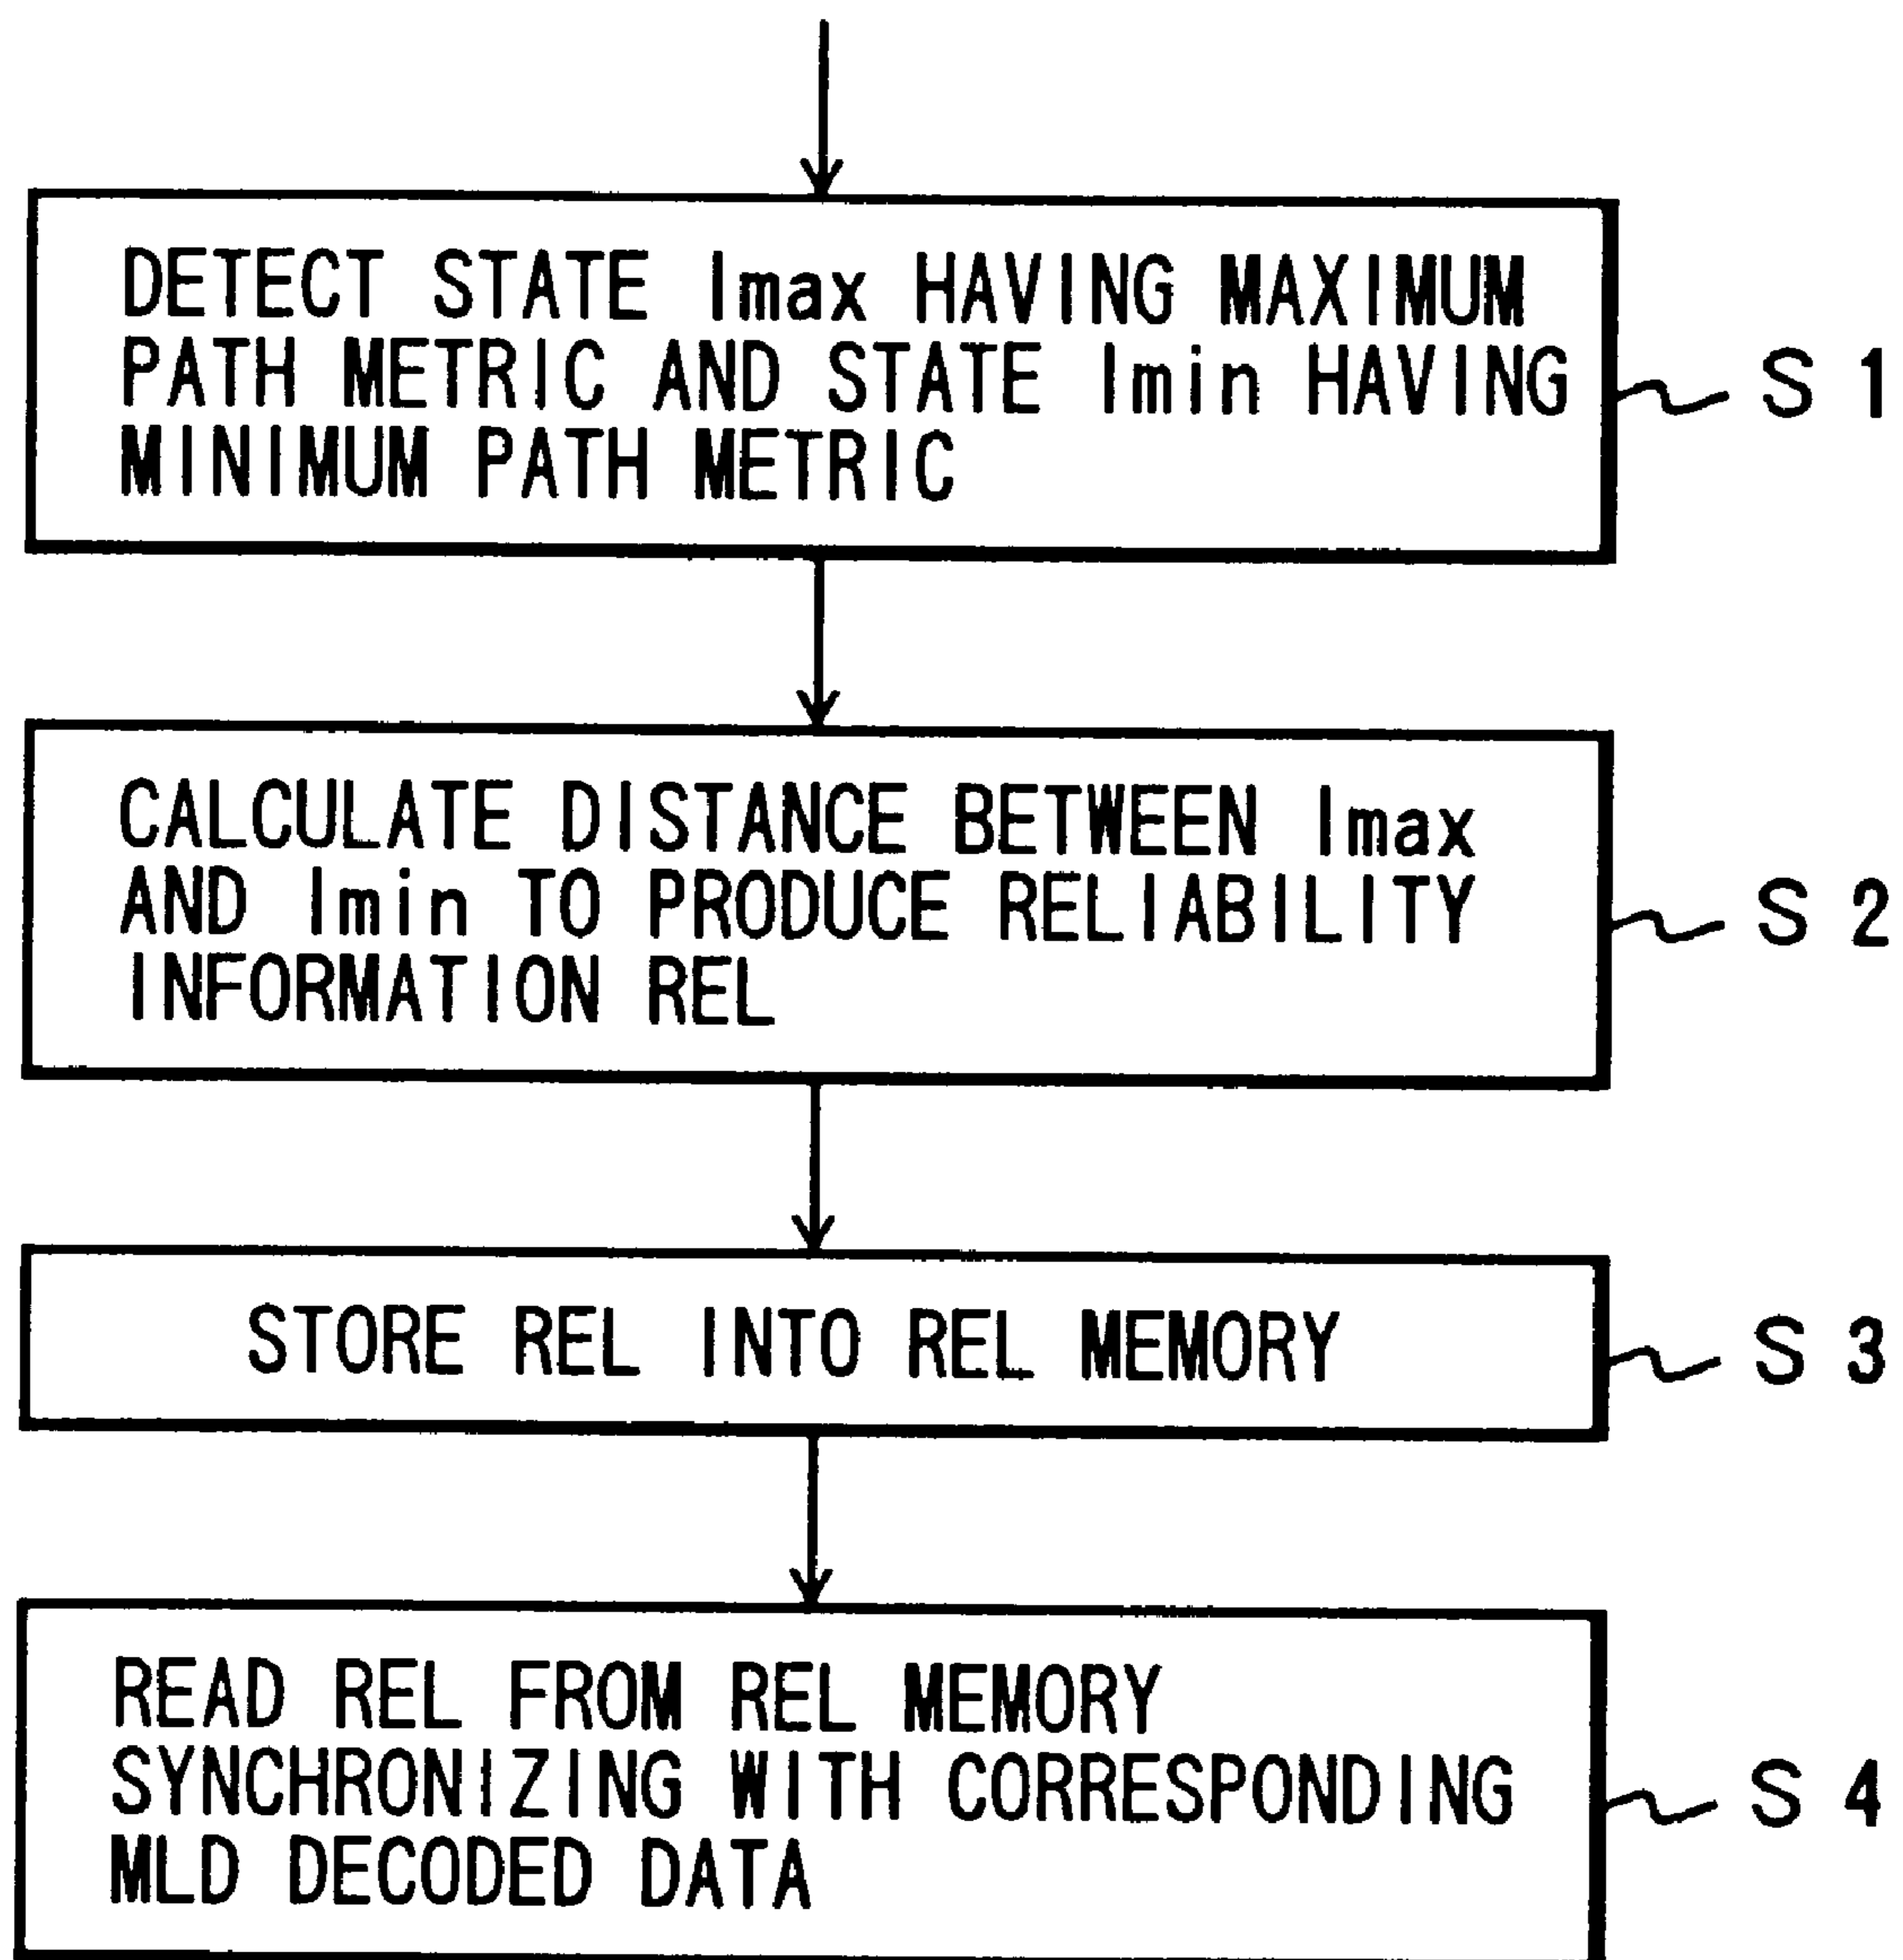 DETECT STATE Imax HAVING MAXIMUM
PATH METRIC AND STATE Imin HAVING
MINIMUM PATH METRIC
S 1
CALCULATE DISTANCE BETWEEN Imax
AND Imin TO PRODUCE RELIABILITY
INFORMATION REL
S 2
STORE REL INTO REL MEMORY
S 3
READ REL FROM REL MEMORY
SYNCHRONIZING WITH CORRESPONDING
MLD DECODED DATA
S 4